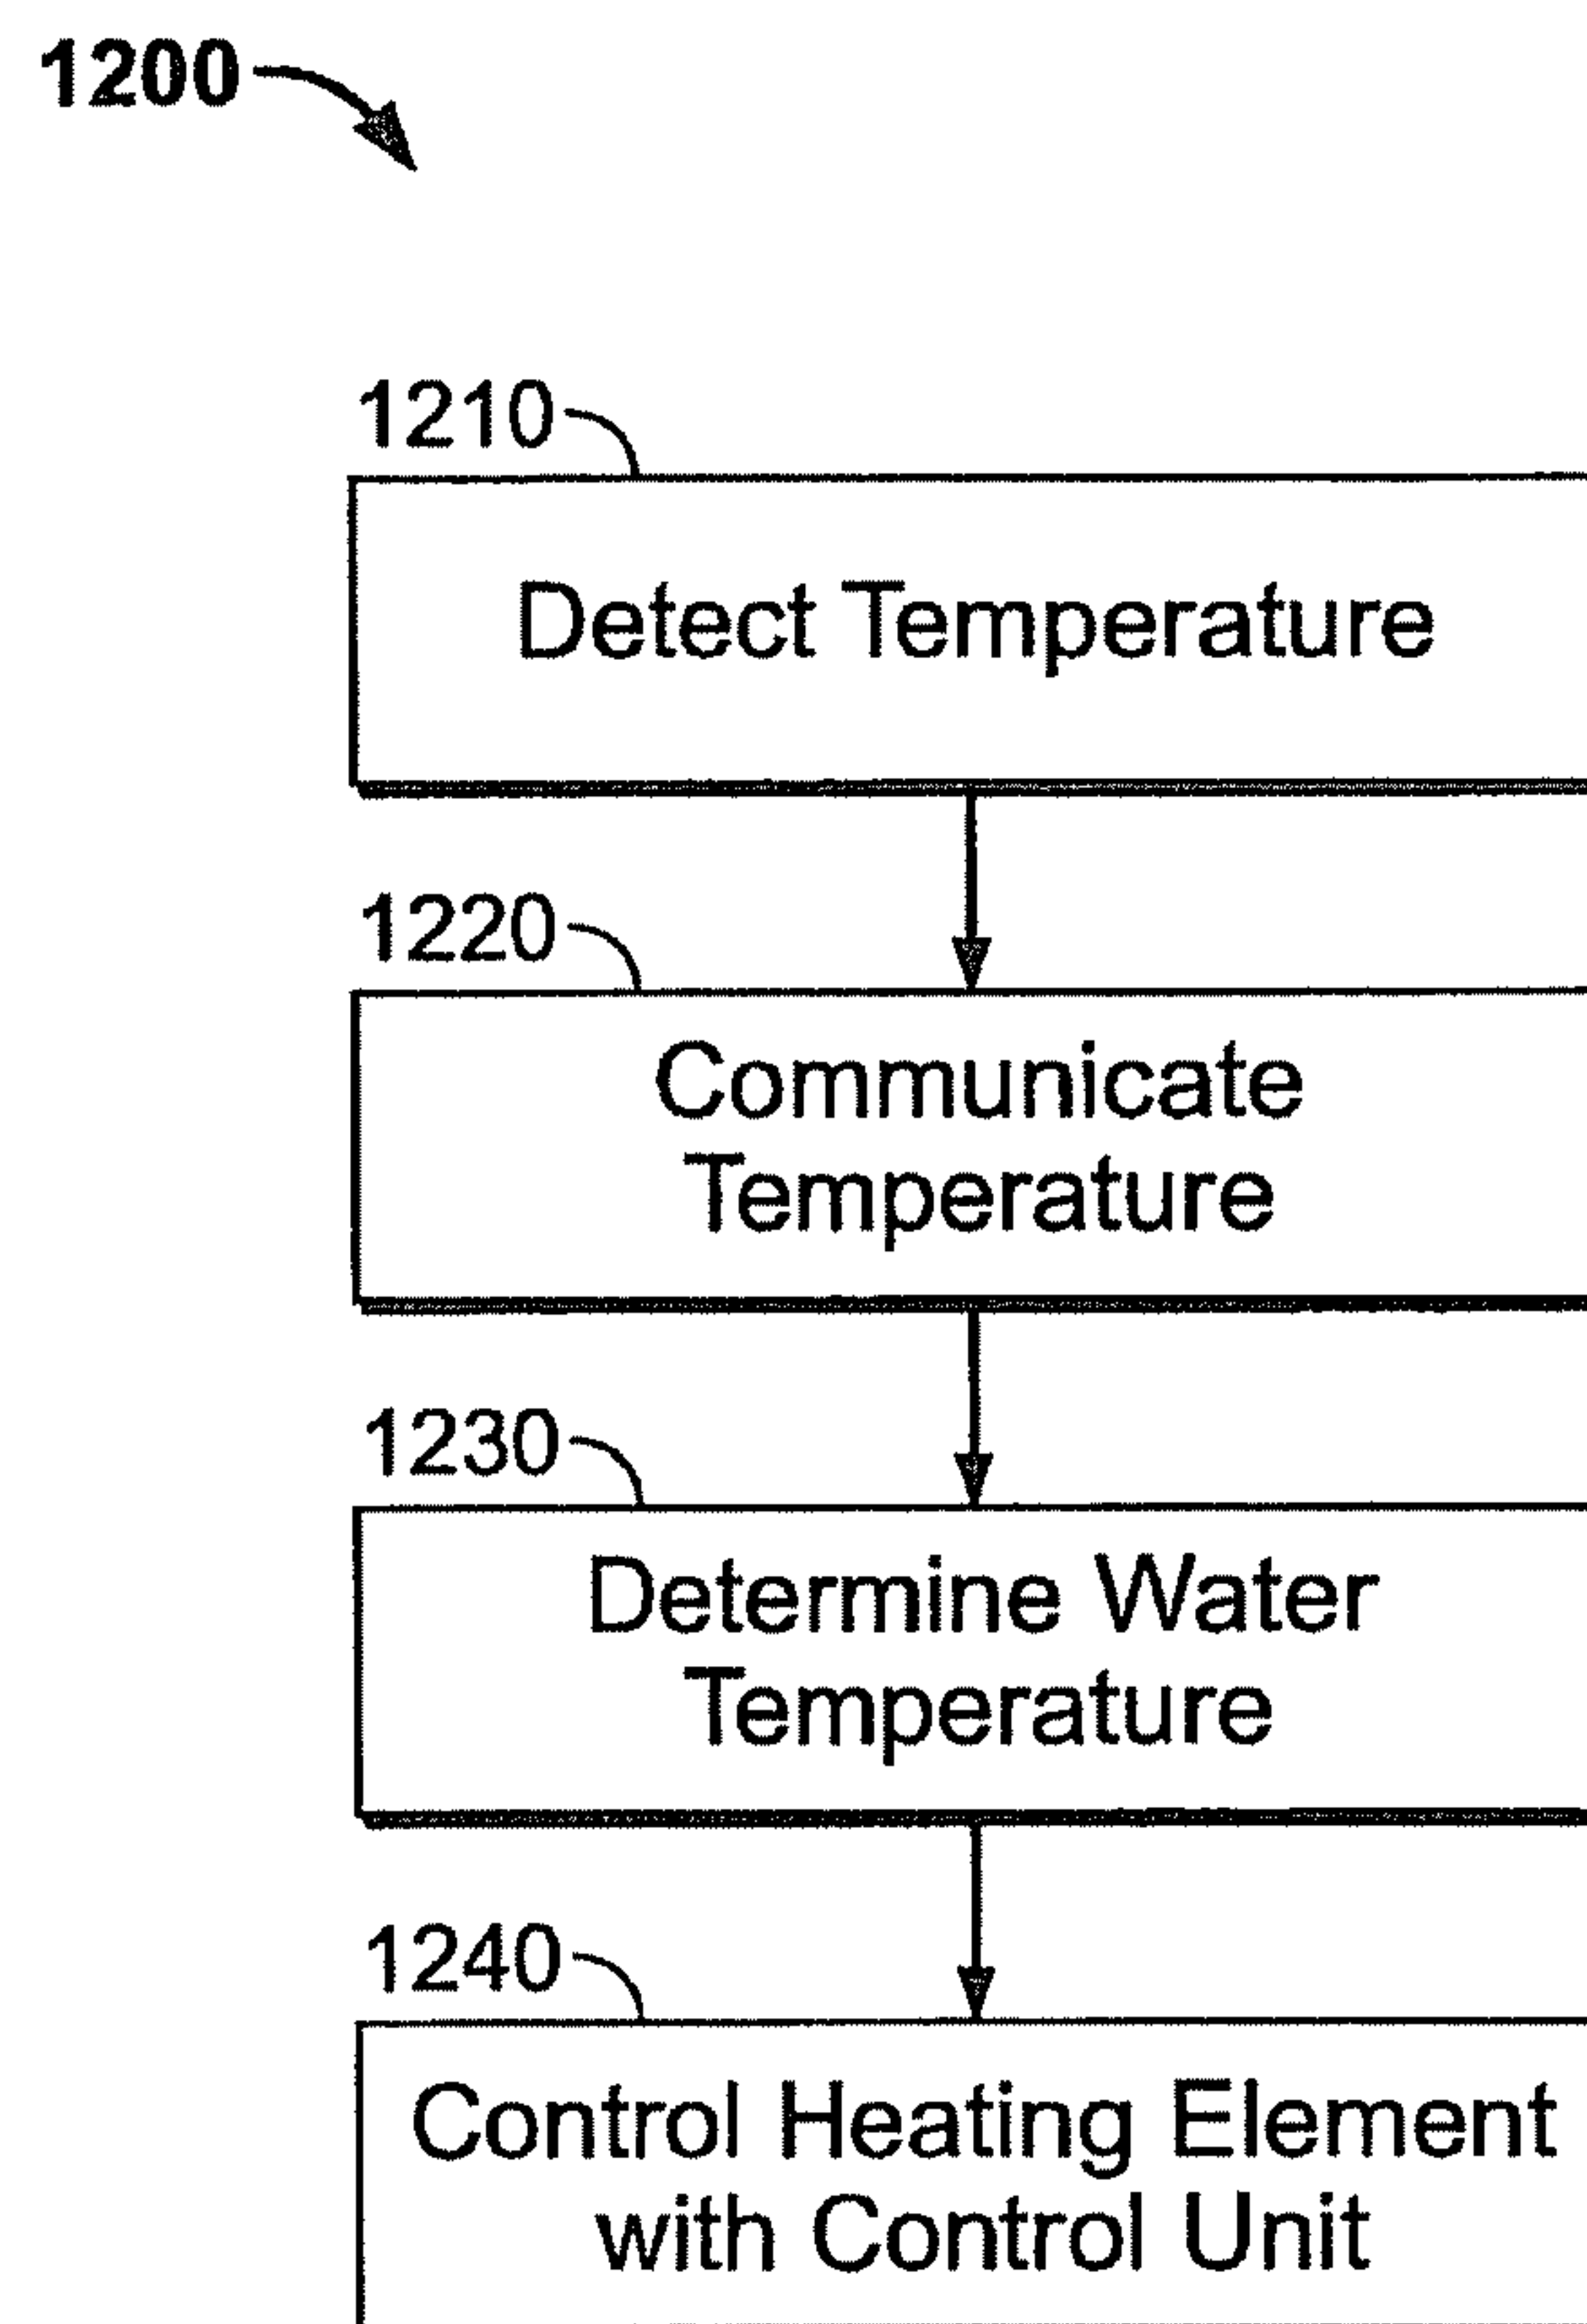 1200
1210
Detect Temperature
1220
Communicate
Temperature
1230
Determine Water
Temperature
1240
Control Heating Element
with Control Unit